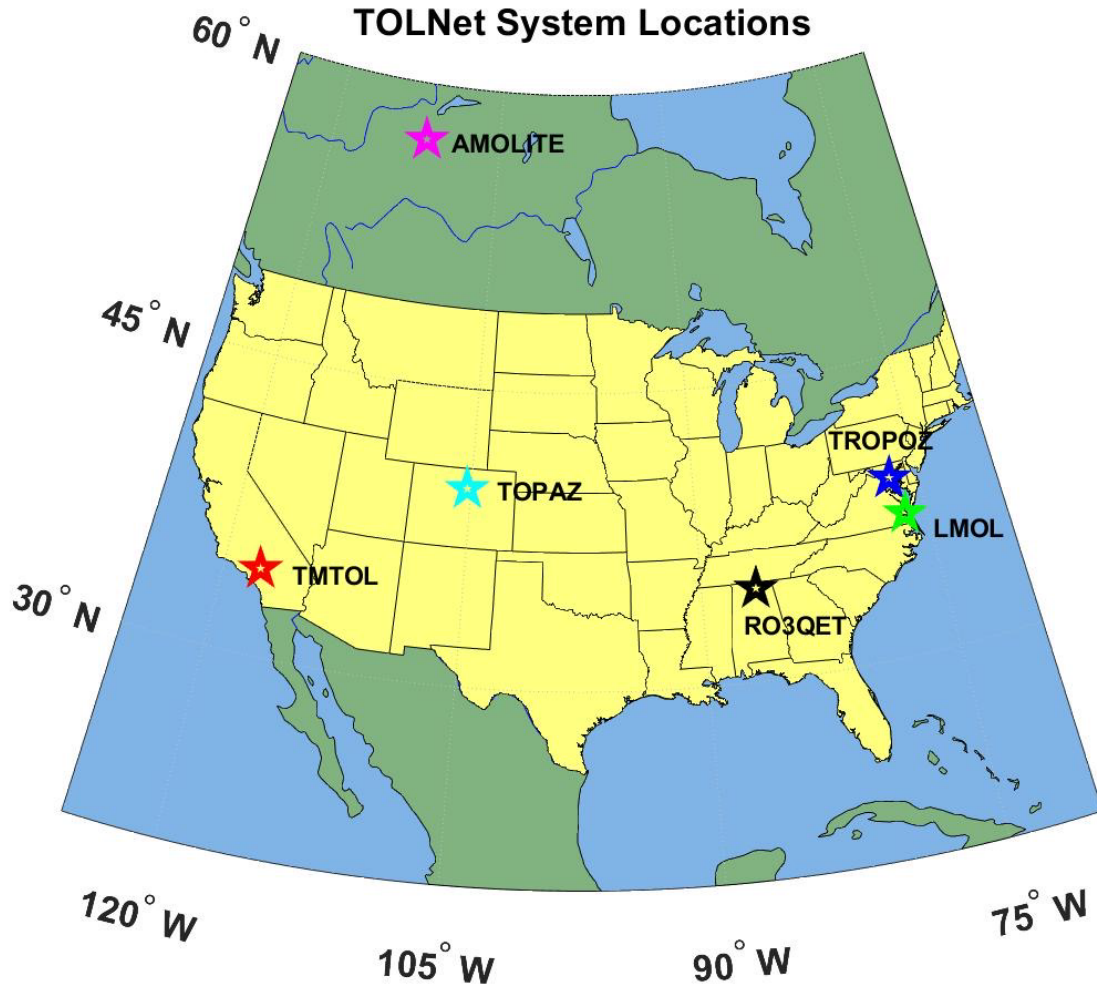 TOLNet System Locations
60° N
AMOLITE
45° N
TROPOZ
TOPAZ
LMOL
TMTOL
30° N
RO3QET
120° W
105° W
90° W
75° W